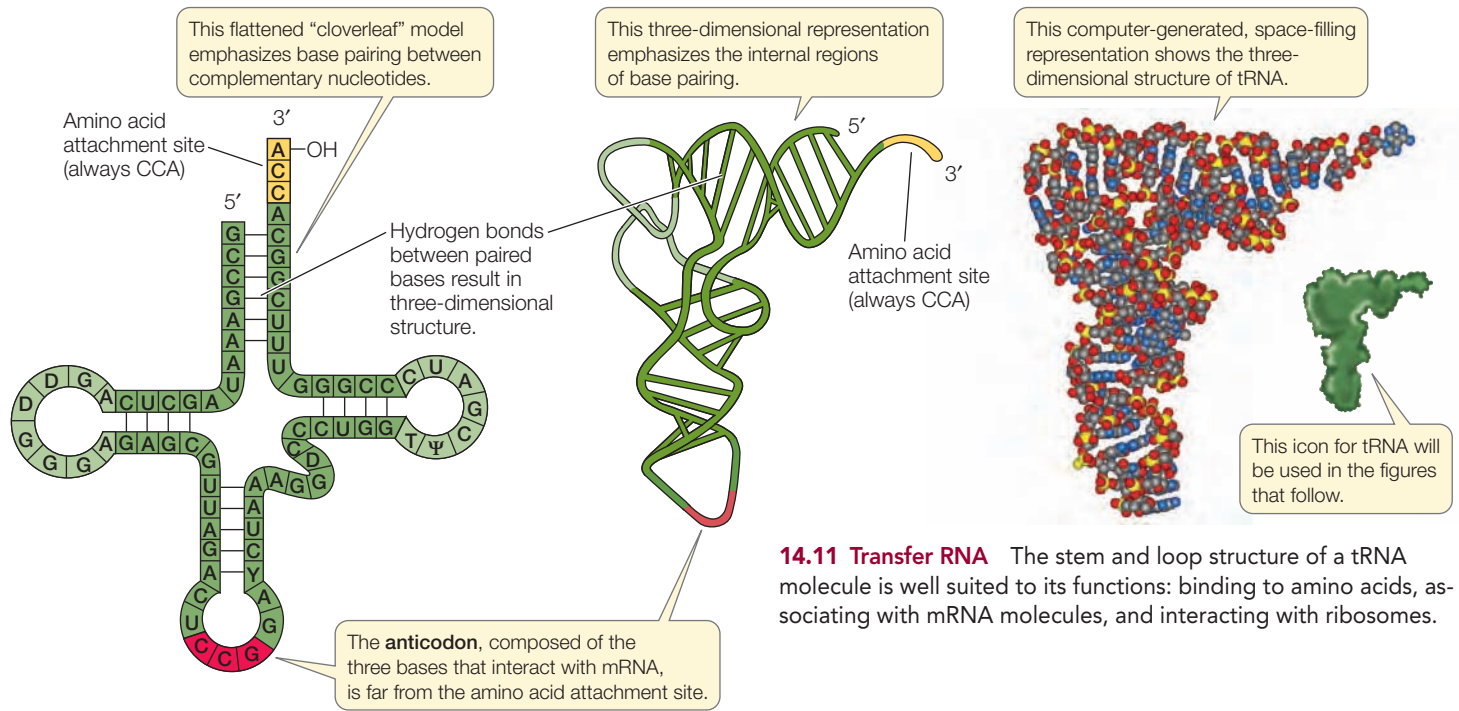 This flattened “cloverleaf” model
emphasizes base pairing between
complementary nucleotides.
This three-dimensional representation
emphasizes the internal regions
of base pairing.
This computer-generated, space-filling
representation shows the three-
dimensional structure of tRNA.
Amino acid
attachment site
(always CCA)
3′
A
C
C
OH
5′
A
C
G
G
C
U
U
U
G
C
C
G
A
A
A
U
Hydrogen bonds
between paired
bases result in
three-dimensional
structure.
5′
3′
Amino acid
attachment site
(always CCA)
D G A C U C G A
D
G
G G G A G A G C G
G G G C C C U A
G
C
Ψ
T G G U C C
C
D
G
G A A
U
U
A
G
A
C
U
C C G
A
U
C
Y
A
G
This icon for tRNA will
be used in the figures
that follow.
The anticodon, composed of the
three bases that interact with mRNA,
is far from the amino acid attachment site.
14.11 Transfer RNA The stem and loop structure of a tRNA
molecule is well suited to its functions: binding to amino acids, as-
sociating with mRNA molecules, and interacting with ribosomes.